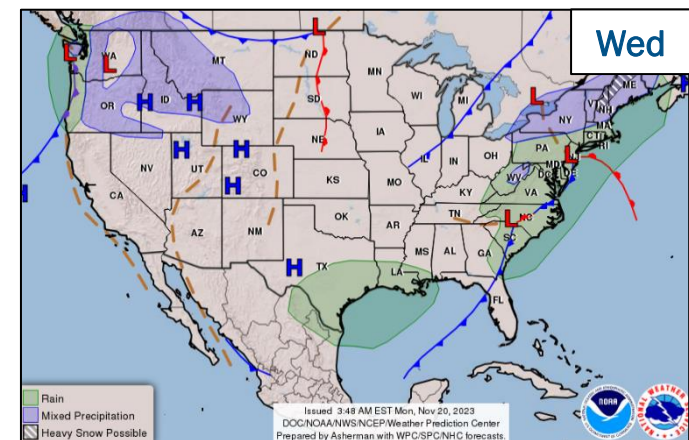 Wed
WA
MT
ND
MN
OR
ID
SD
WI
MI
ME
VT
NH
WY
NY
MA
CT
RI
NE
IA
PA
NV
UT
CO
IL
IN
OH
MD
DE
CA
KS
MO
WV
VA
KY
AZ
NM
OK
AR
TN
NC
SC
TX
LA
MS
AL
GA
FL
L
L
L
L
L
L
H
H
H
H
H
H
H
H
Rain
Mixed Precipitation
Heavy Snow Possible
Issued 3:48 AM EST Mon, Nov 20, 2023
DOC/NOAA/NWS/NCEP/Weather Prediction Center
Prepared by Asherman with WPC/SPC/NHC forecasts.
NOAA
NATIONAL WEATHER SERVICE